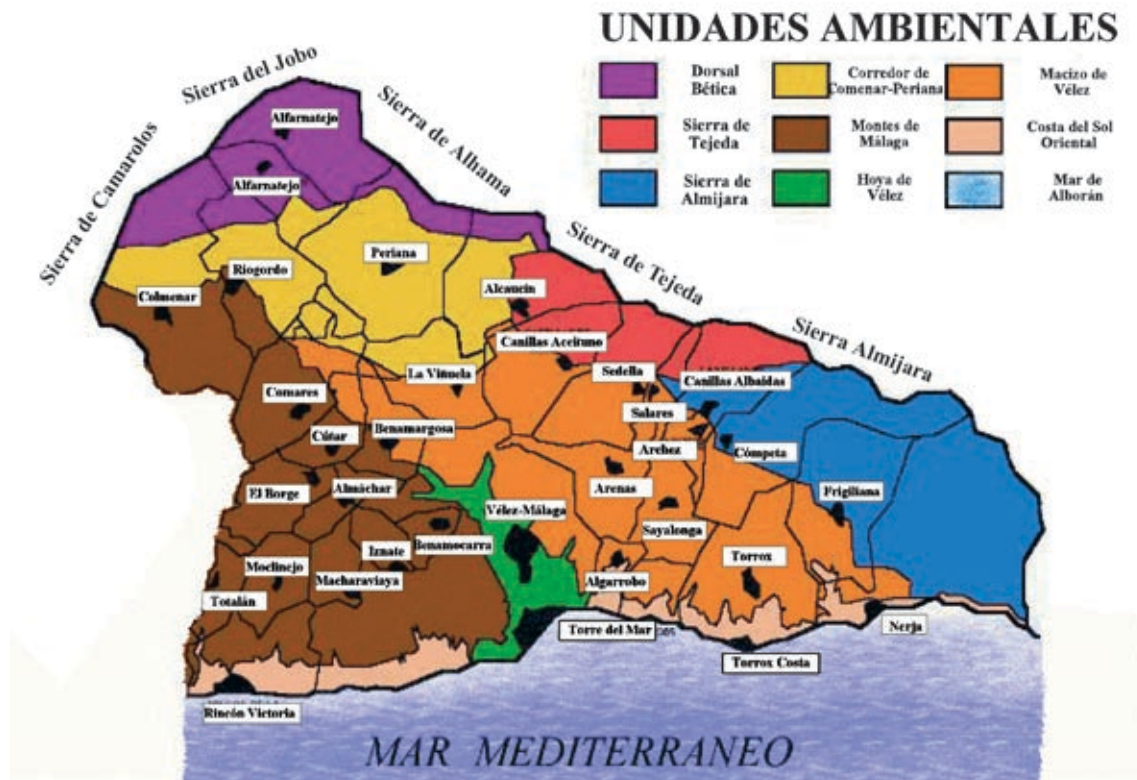 UNIDADES AMBIENTALES
Dorsal
Bética
Corredor de
Comenar-Periana
Macizo de
Vélez
Sierra de
Tejeda
Montes de
Málaga
Costa del Sol
Oriental
Sierra de
Almijara
Hoya de
Vélez
Mar de
Alborán
Sierra del Jobo
Sierra de Camarolos
Sierra de Alhama
Sierra de Tejeda
Sierra Almijara
Alfarnatejo
Alfarnatejo
Periana
Riogordo
Colmenar
Alcaucín
Canillas Aceituno
La Viñuela
Sedella
Canillas Albaidas
Comares
Salares
Benamargosa
Cútar
Archez
Cómpeta
El Borge
Almáchar
Arenas
Frigiliana
Vélez-Málaga
Sayalonga
Iznate
Benamocarra
Moclinejo
Macharaviaya
Algarrobo
Torrox
Totalán
Torre del Mar
Nerja
Torrox Costa
Rincón Victoria
MAR MEDITERRANEO